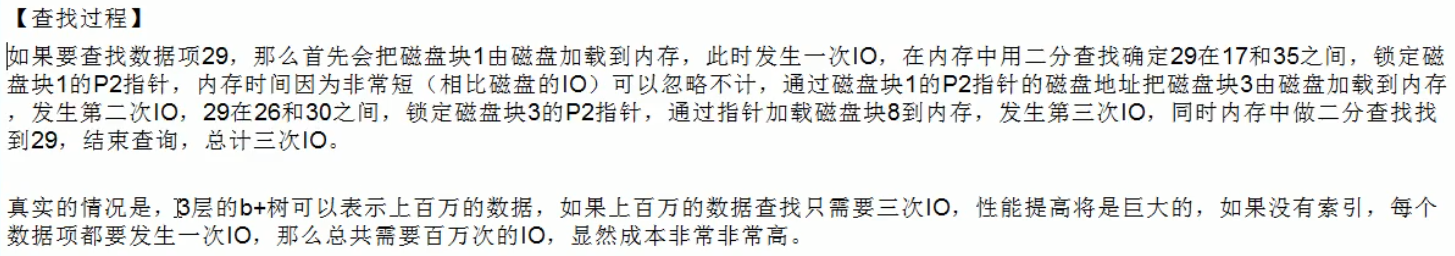 【查找过程】
如果要查找数据项29，那么首先会把磁盘块1由磁盘加载到内存，此时发生一次IO，在内存中用二分查找确定29在17和35之间，锁定磁
盘块1的P2指针，内存时间因为非常短（相比磁盘的IO）可以忽略不计，通过磁盘块1的P2指针的磁盘地址把磁盘块3由磁盘加载到内存
，发生第二次IO，29在26和30之间，锁定磁盘块3的P2指针，通过指针加载磁盘块8到内存，发生第三次IO，同时内存中做二分查找找
到29，结束查询，总计三次IO。
真实的情况是，3层的b+树可以表示上百万的数据，如果上百万的数据查找只需要三次IO，性能提高将是巨大的，如果没有索引，每个
数据项都要发生一次IO，那么总共需要百万次的IO，显然成本非常非常高。